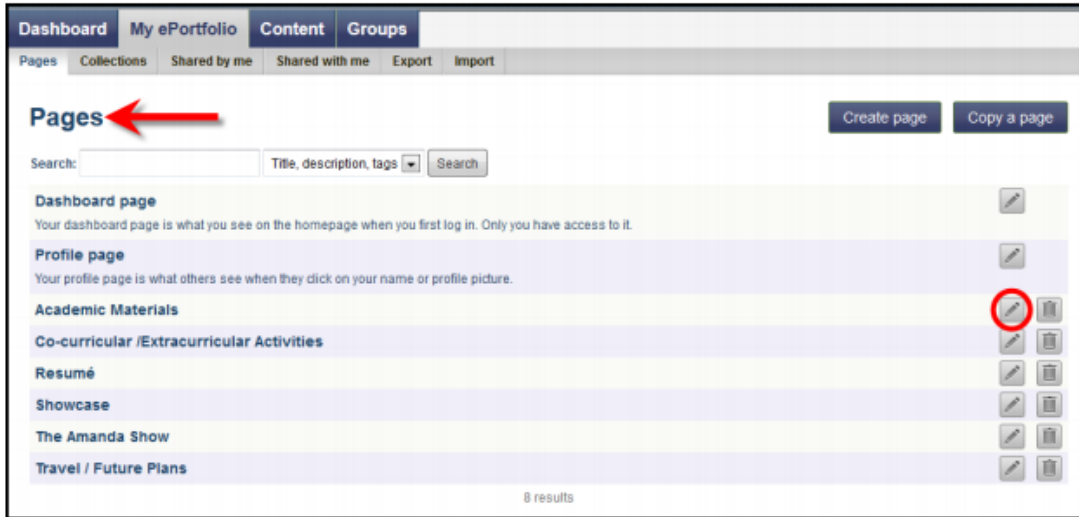 Dashboard My ePortfolio Content Groups
Pages Collections Shared by me Shared with me Export Import
Pages
Create page Copy a page
Search: Title, description, tags Search
Dashboard page
Your dashboard page is what you see on the homepage when you first log in. Only you have access to it.
Profile page
Your profile page is what others see when they click on your name or profile picture.
Academic Materials
Co-curricular /Extracurricular Activities
Resumé
Showcase
The Amanda Show
Travel / Future Plans
8 results